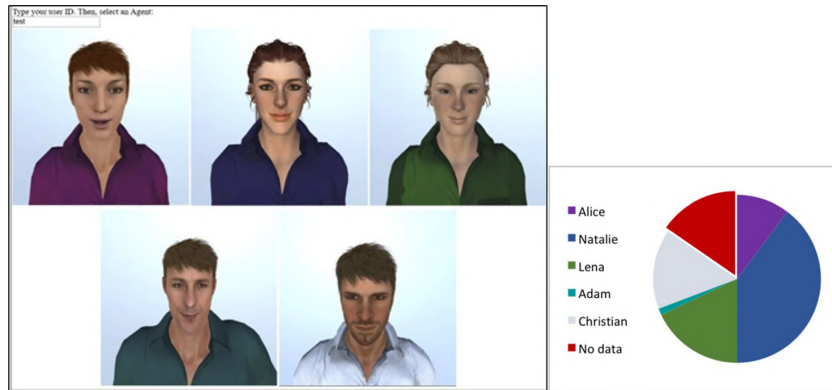 Type your user ID. Then, select an Agent:
test
Alice
Natalie
Lena
Adam
Christian
No data